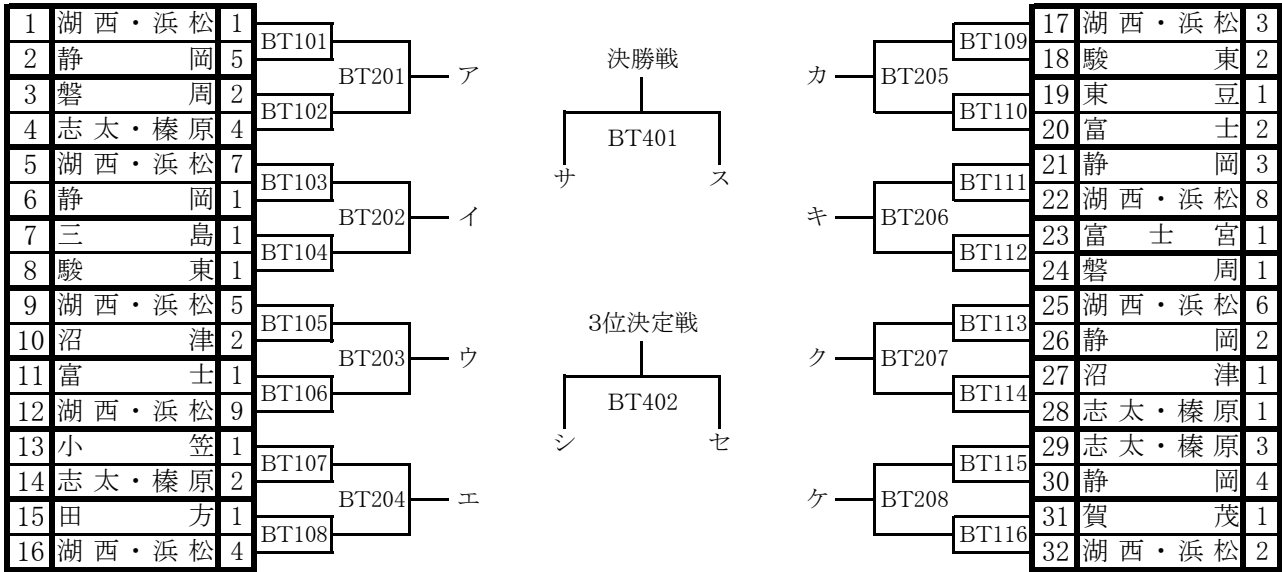 1 湖西・浜松 1
2 静岡 5
3 磐周 2
4 志太・榛原 4
5 湖西・浜松 7
6 静岡 1
7 三島 1
8 駿東 1
9 湖西・浜松 5
10 沼津 2
11 富士 1
12 湖西・浜松 9
13 小笠 1
14 志太・榛原 2
15 田方 1
16 湖西・浜松 4
BT101
BT102
BT103
BT104
BT105
BT106
BT107
BT108
BT201 ア
BT202 イ
BT203 ウ
BT204 エ
決勝戦
BT401
サ ス
3位決定戦
BT402
シ セ
カ BT205
キ BT206
ク BT207
ケ BT208
BT109
BT110
BT111
BT112
BT113
BT114
BT115
BT116
17 湖西・浜松 3
18 駿東 2
19 東豆 1
20 富士 2
21 静岡 3
22 湖西・浜松 8
23 富士宮 1
24 磐周 1
25 湖西・浜松 6
26 静岡 2
27 沼津 1
28 志太・榛原 1
29 志太・榛原 3
30 静岡 4
31 賀茂 1
32 湖西・浜松 2